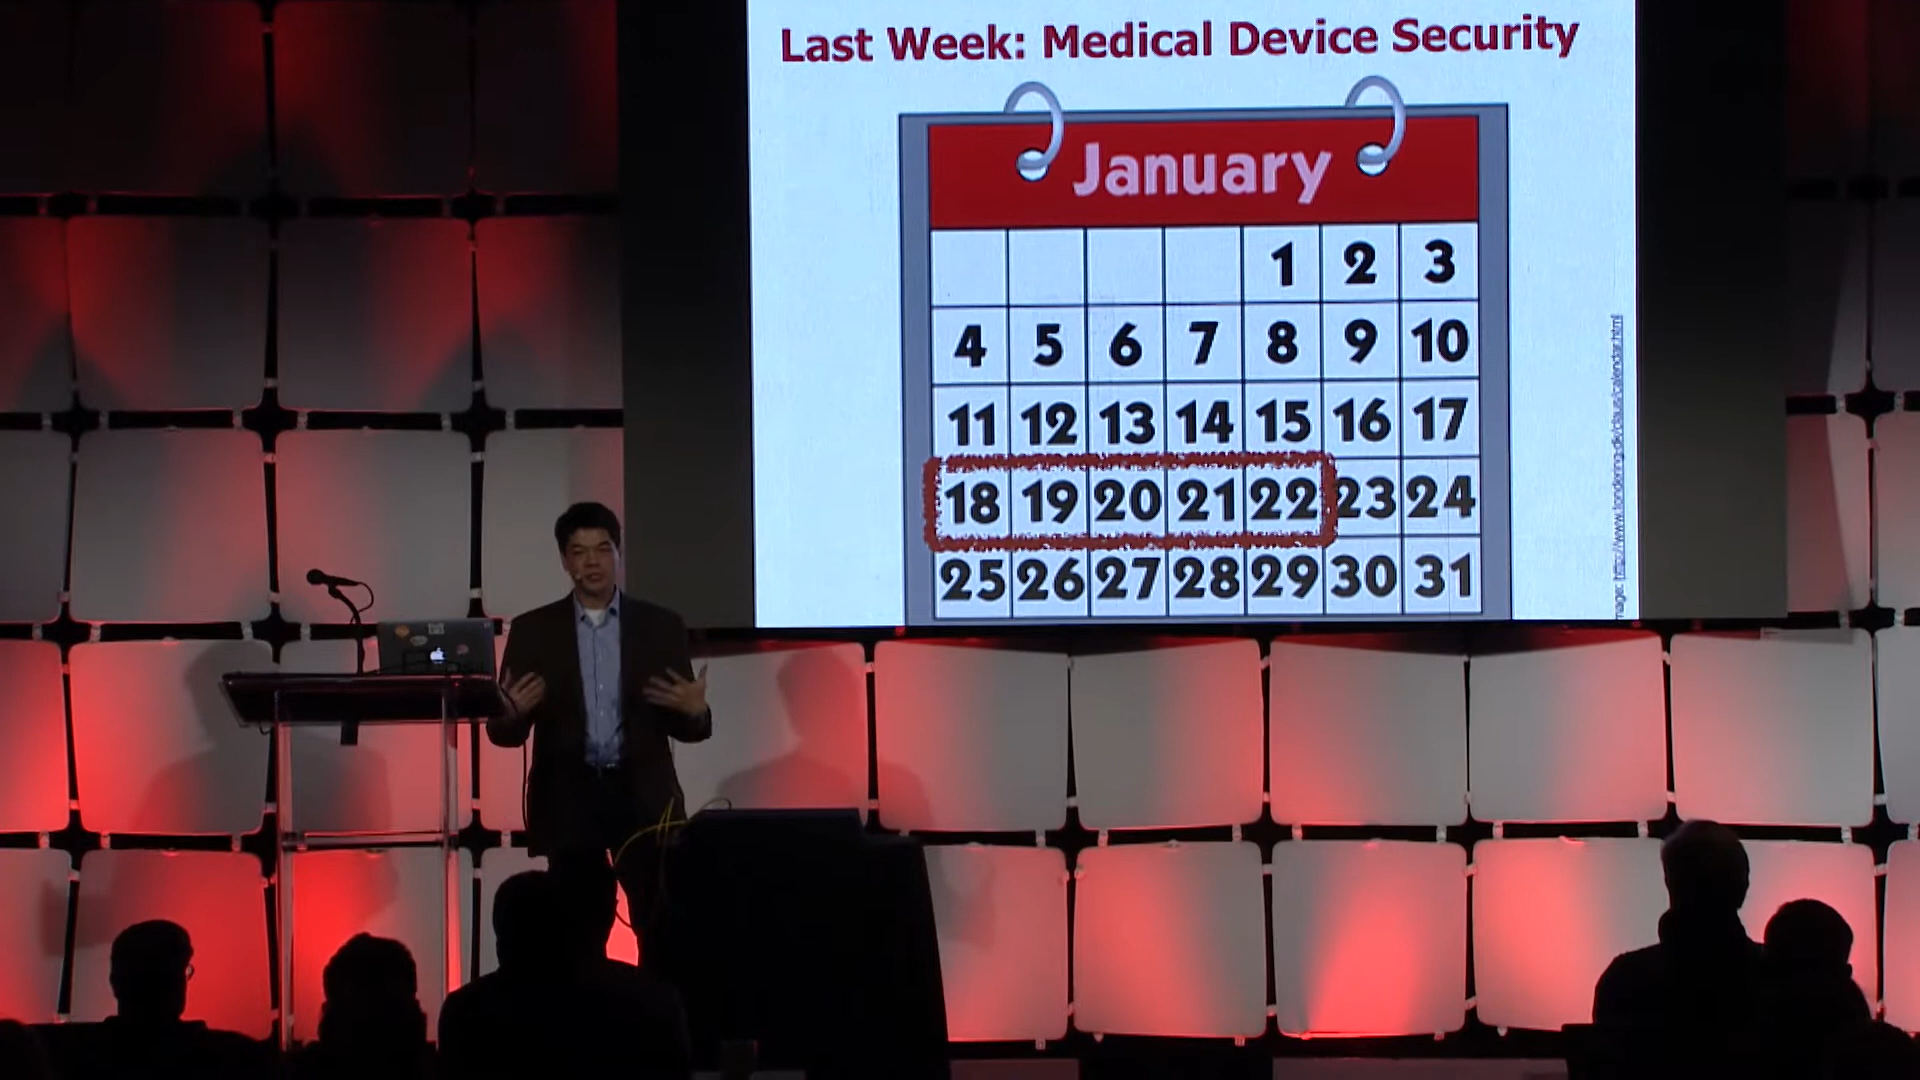 Last Week: Medical Device Security
January
1 2 3
4 5 6 7 8 9 10
11 12 13 14 15 16 17
18 19 20 21 22 23 24
25 26 27 28 29 30 31